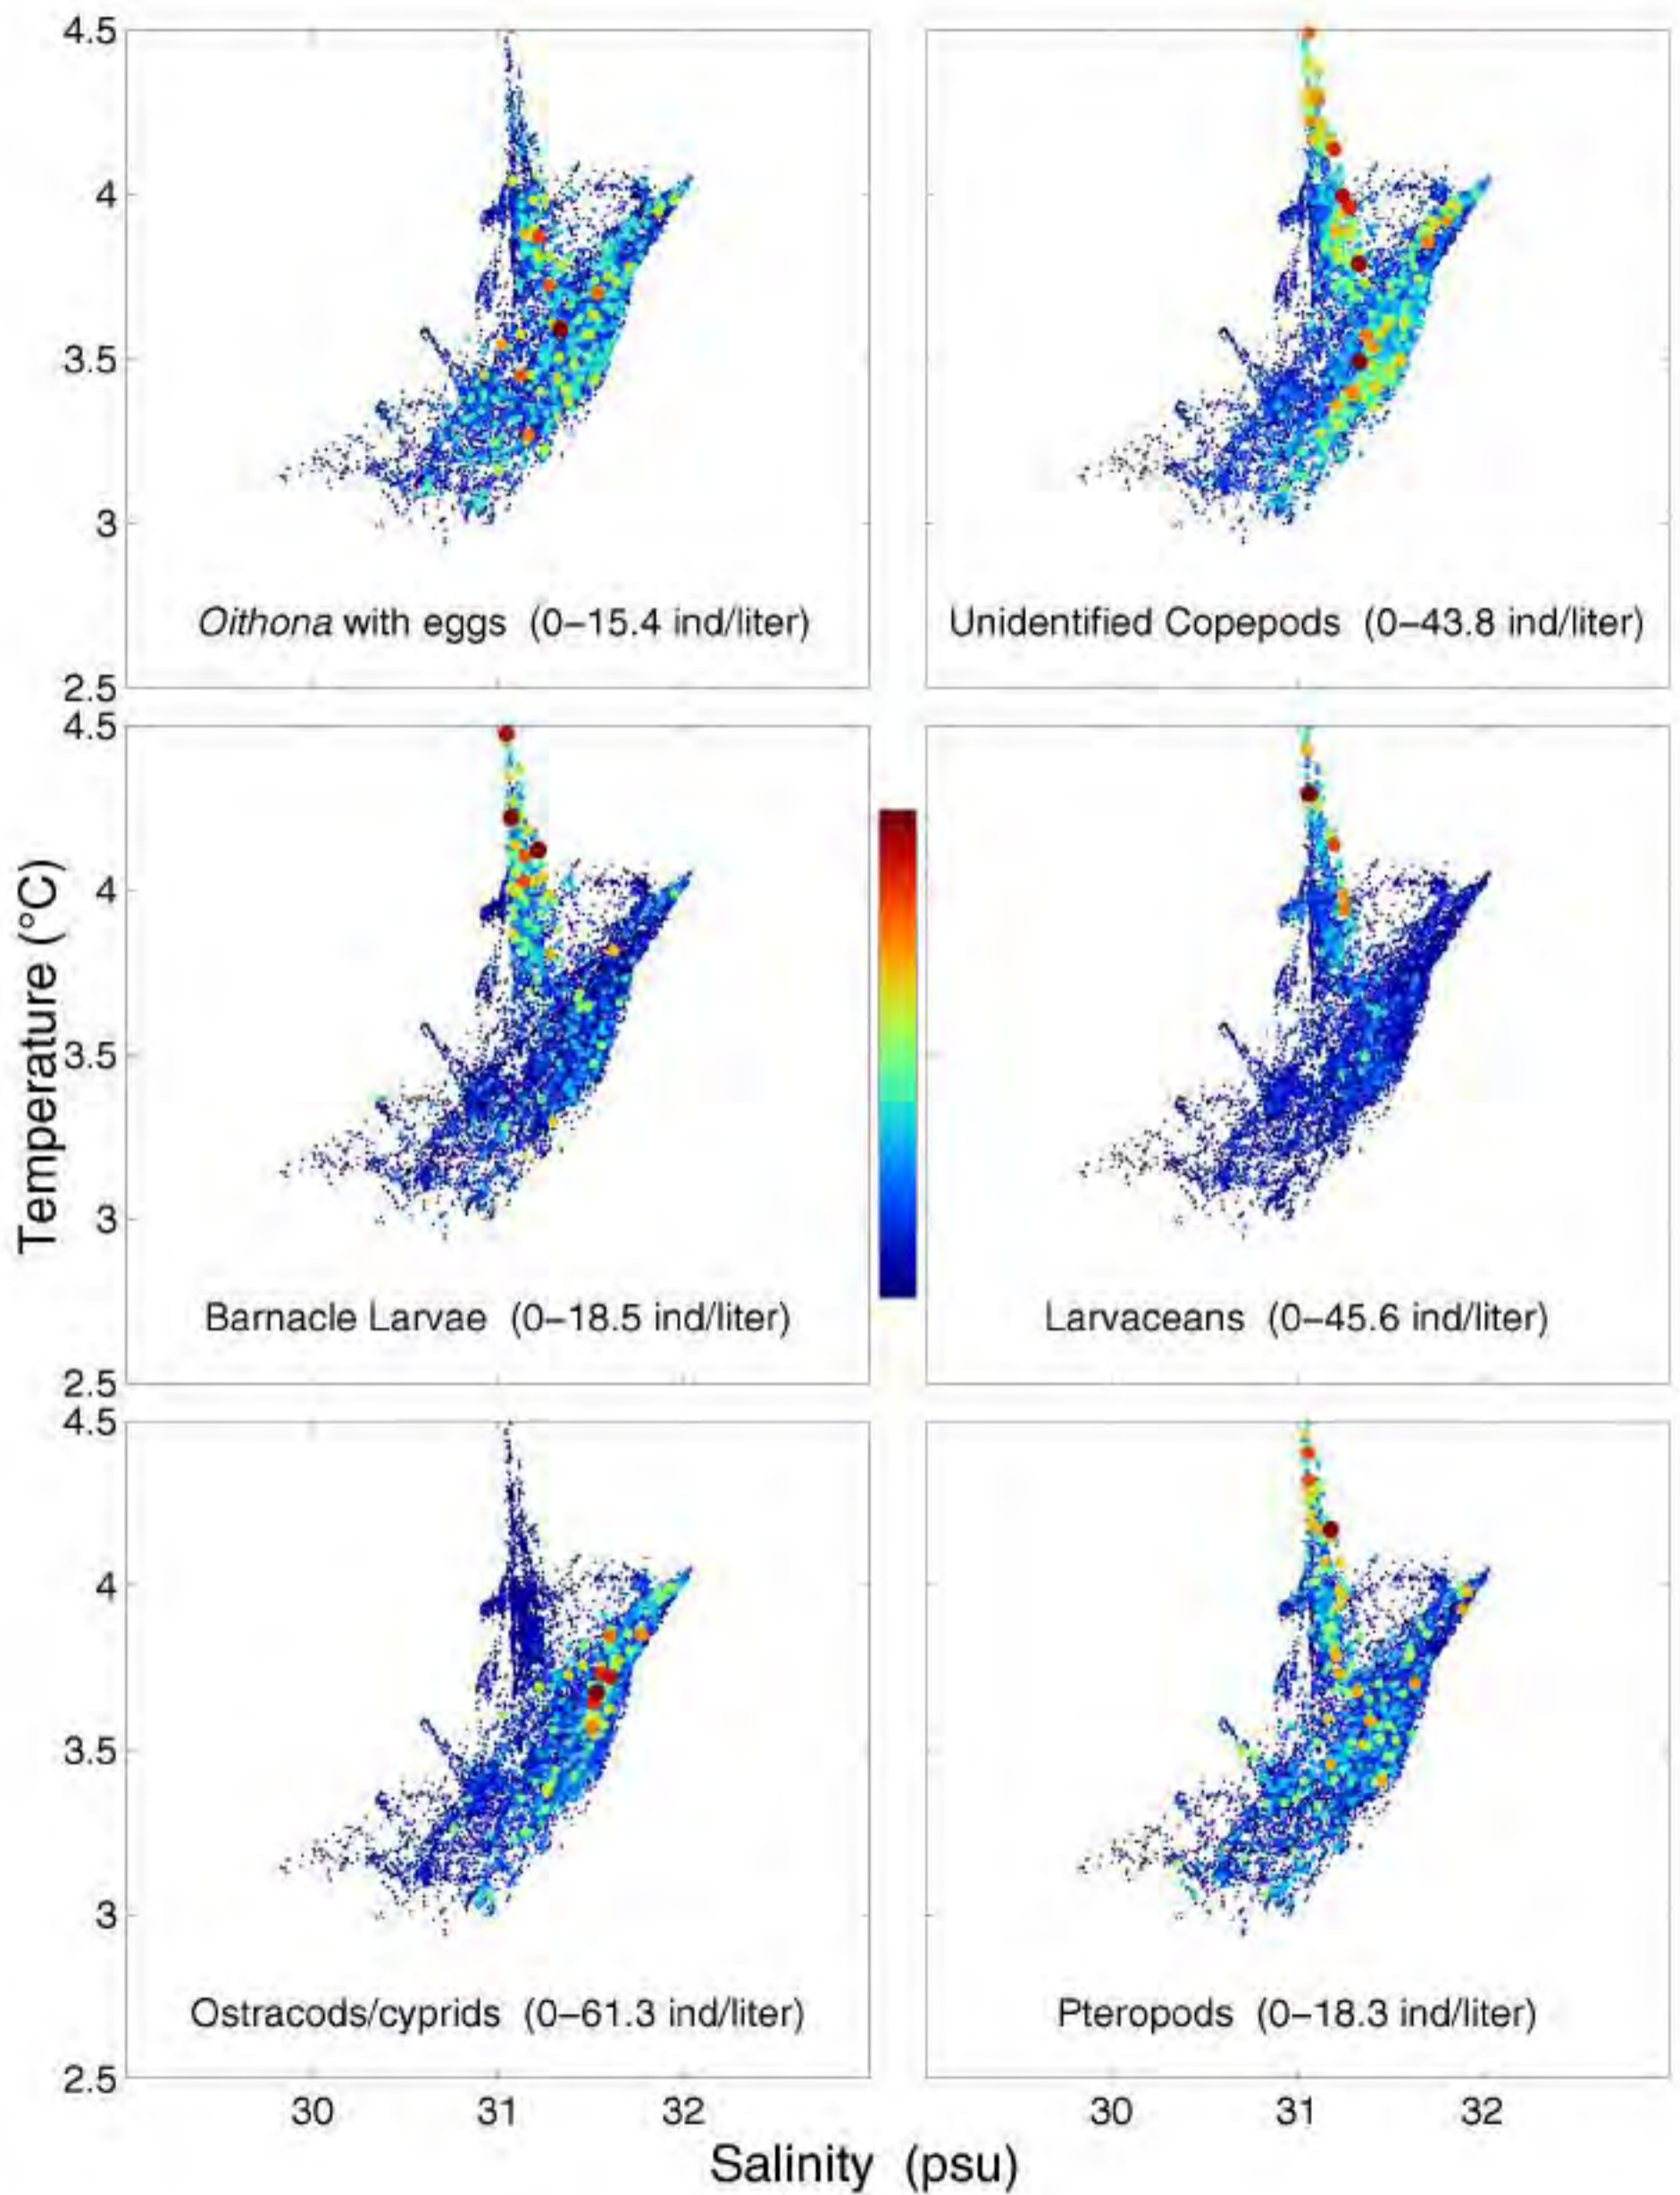 4.5
4
3.5
3
Oithona with eggs (0–15.4 ind/liter)
Unidentified Copepods (0–43.8 ind/liter)
2.5
4.5
4
3.5
3
Temperature (°C)
Barnacle Larvae (0–18.5 ind/liter)
Larvaceans (0–45.6 ind/liter)
2.5
4.5
4
3.5
3
Ostracods/cyprids (0–61.3 ind/liter)
Pteropods (0–18.3 ind/liter)
2.5
30 31 32 30 31 32
Salinity (psu)